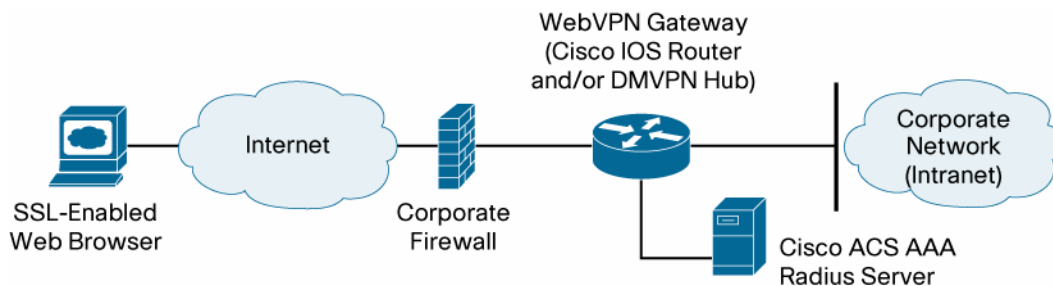 WebVPN Gateway
(Cisco IOS Router
and/or DMVPN Hub)
Internet
Corporate
Network
(Intranet)
SSL-Enabled
Web Browser
Corporate
Firewall
Cisco ACS AAA
Radius Server